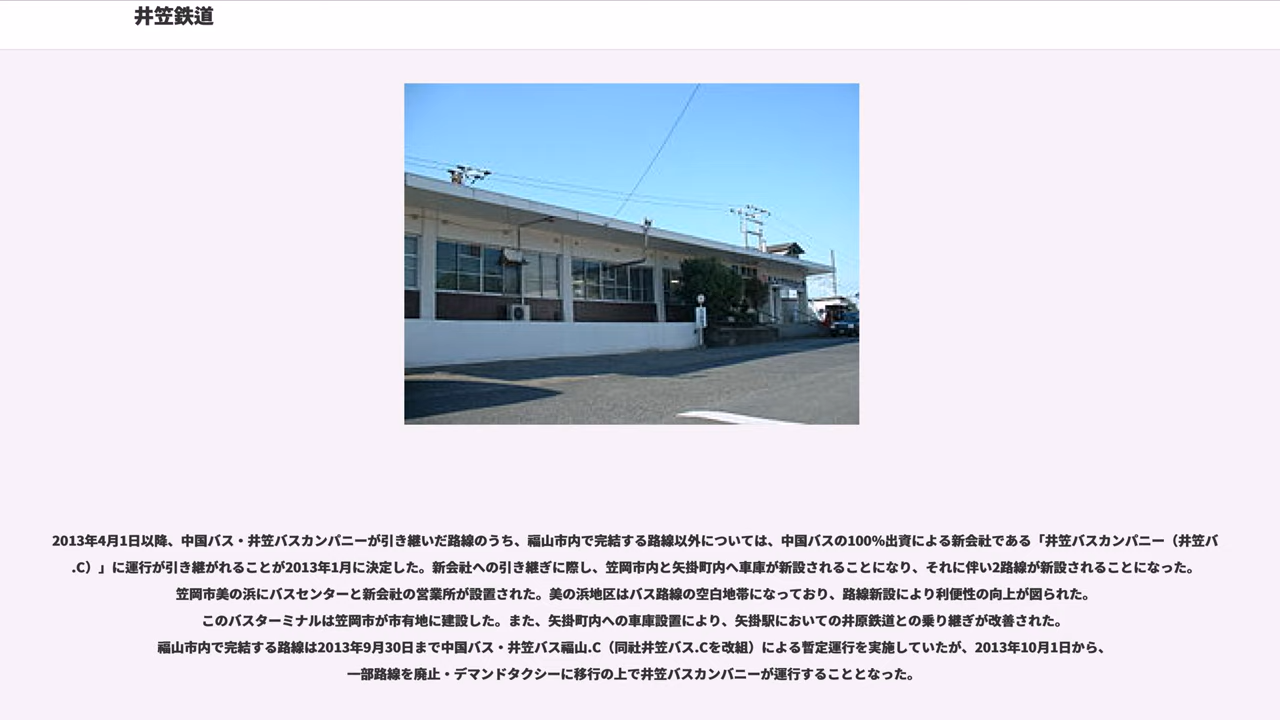 井笠鉄道
2013年4月1日以降、中国バス・井笠バスカンパニーが引き継いだ路線のうち、福山市内で完結する路線以外については、中国バスの100%出資による新会社である「井笠バスカンパニー（井笠バ
.C）」に運行が引き継がれることが2013年1月に決定した。新会社への引き継ぎに際し、笠岡市内と矢掛町内へ車庫が新設されることになり、それに伴い2路線が新設されることになった。
笠岡市美の浜にバスセンターと新会社の営業所が設置された。美の浜地区はバス路線の空白地帯になっており、路線新設により利便性の向上が図られた。
このバスターミナルは笠岡市が市有地に建設した。また、矢掛町内への車庫設置により、矢掛駅においての井原鉄道との乗り継ぎが改善された。
福山市内で完結する路線は2013年9月30日まで中国バス・井笠バス福山.C（同社井笠バス.Cを改組）による暫定運行を実施していたが、2013年10月1日から、
一部路線を廃止・デマンドタクシーに移行の上で井笠バスカンパニーが運行することとなった。